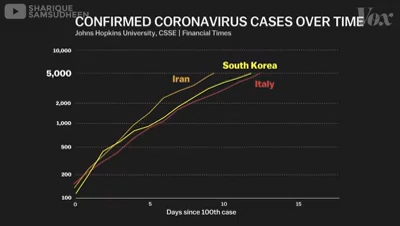 SHARIQUE
SAMSUDHEEN
CONFIRMED CORONAVIRUS CASES OVER TIME
Vox
Johns Hopkins University, CSSE | Financial Times
10,000
5,000
2,000
1,000
500
200
100
Iran
South Korea
Italy
0
5
10
15
Days since 100th case